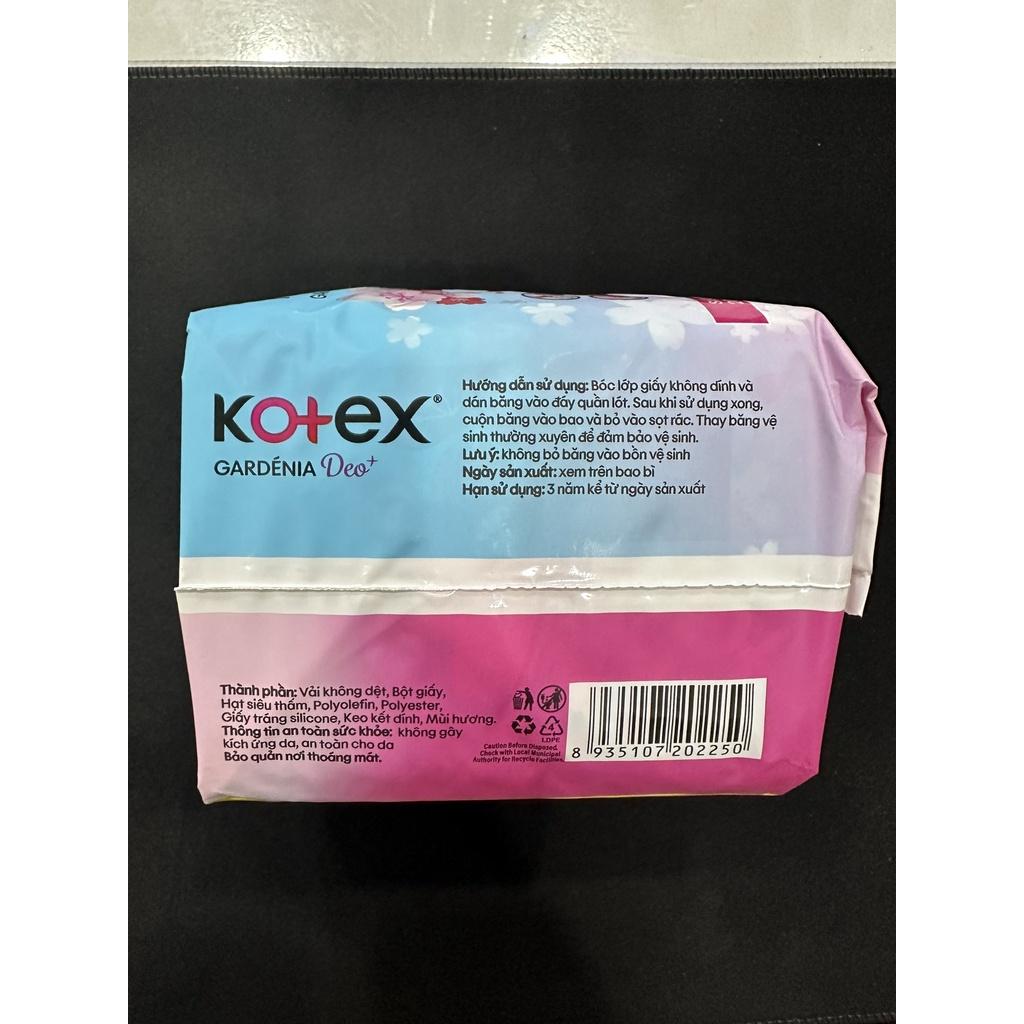 Kotex®
GARDÉNIA Deo+
Hướng dẫn sử dụng: Bóc lớp giấy không dính và
dán băng vào đáy quần lót. Sau khi sử dụng xong,
cuộn băng vào bao và bỏ vào sọt rác. Thay băng vệ
sinh thường xuyên để đảm bảo vệ sinh.
Lưu ý: không bỏ băng vào bồn vệ sinh
Ngày sản xuất: xem trên bao bì
Hạn sử dụng: 3 năm kể từ ngày sản xuất
Thành phần: Vải không dệt, Bột giấy,
Hạt siêu thấm, Polyolefin, Polyester,
Giấy tráng silicone, Keo kết dính, Mùi hương.
Thông tin an toàn sức khỏe: không gây
kích ứng da, an toàn cho da
Bảo quản nơi thoáng mát.
4
LDPE
Caution Before Disposed,
Check with Local Municipal
Authority for Recycle Facilities
8 935107 202250